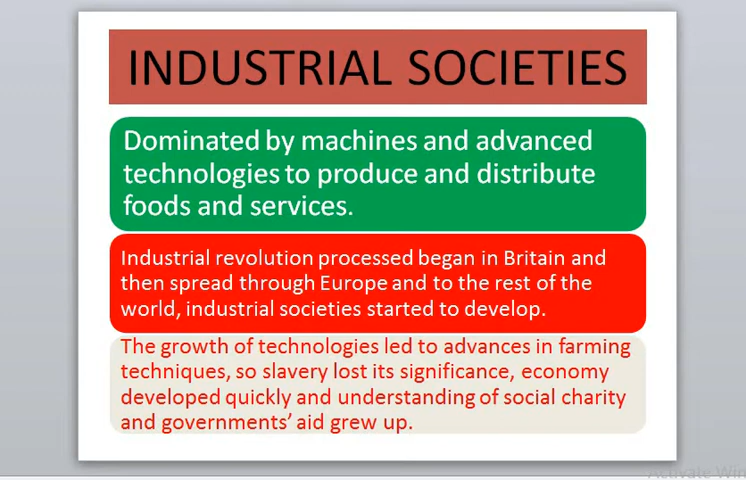 INDUSTRIAL SOCIETIES
Dominated by machines and advanced
technologies to produce and distribute
foods and services.
Industrial revolution processed began in Britain and
then spread through Europe and to the rest of the
world, industrial societies started to develop.
The growth of technologies led to advances in farming
techniques, so slavery lost its significance, economy
developed quickly and understanding of social charity
and governments’ aid grew up.
Activate Win